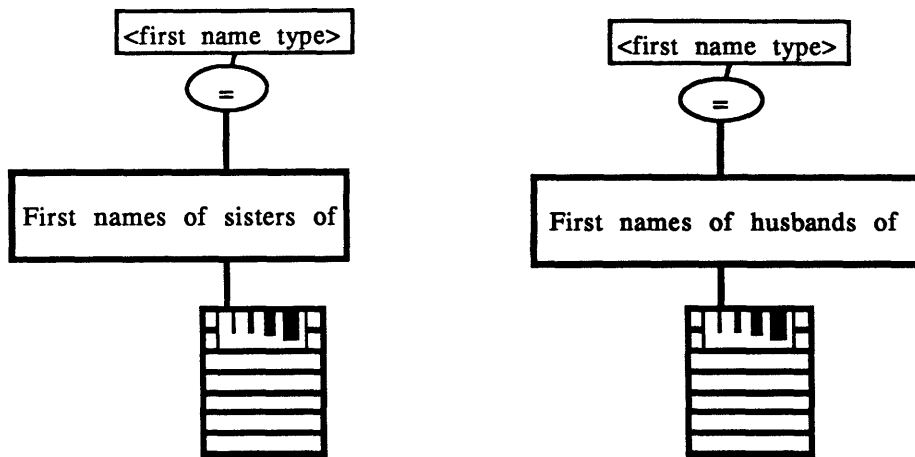 <first name type>
=
First names of sisters of
<first name type>
=
First names of husbands of